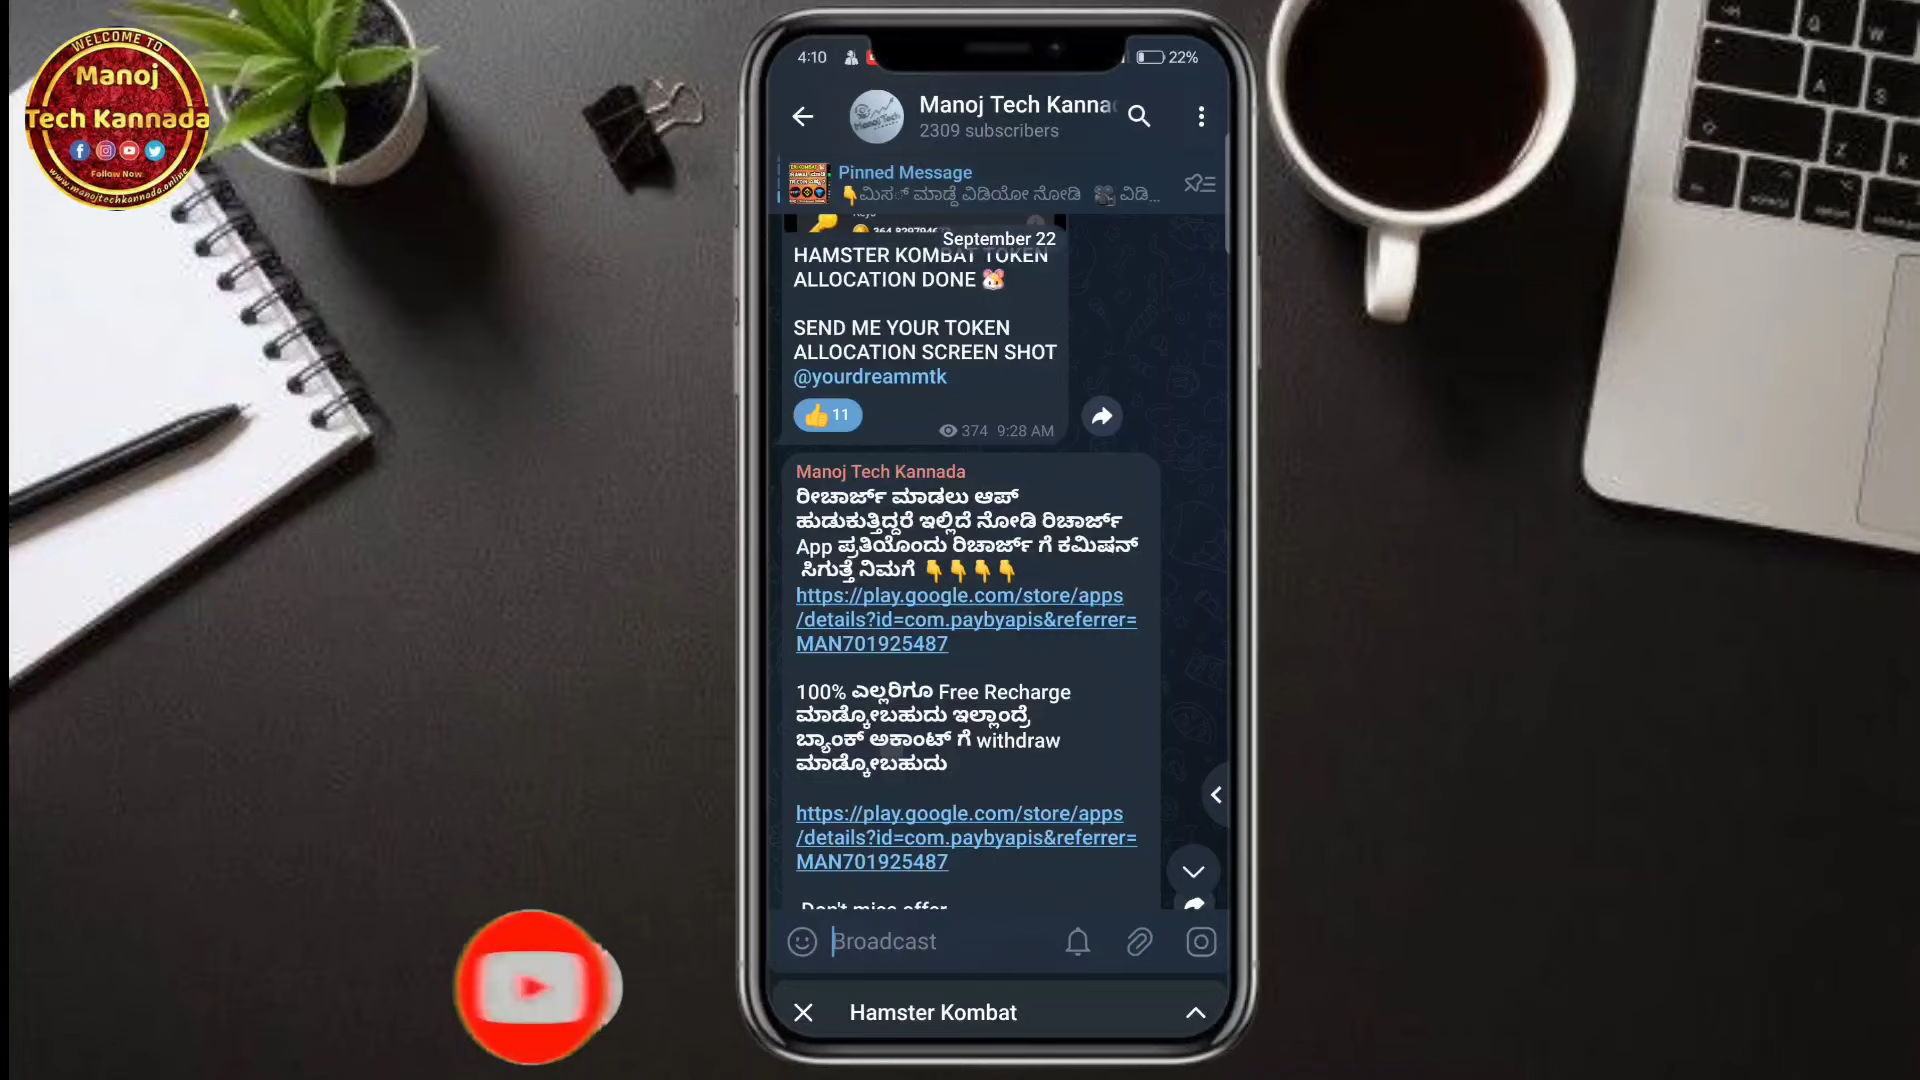 WELCOME TO
Manoj
Tech Kannada
Follow Now
www.manojtechkannada.online
4:10
22%
Manoj Tech Kanna
2309 subscribers
Pinned Message
👇ಮಿಸ್ ಮಾಡ್ದೆ ವಿಡಿಯೋ ನೋಡಿ 🎥 ವಿಡಿ...
September 22
HAMSTER KOMBAT TOKEN
ALLOCATION DONE 🐹
SEND ME YOUR TOKEN
ALLOCATION SCREEN SHOT
@yourdreammtk
👍 11
374 9:28 AM
Manoj Tech Kannada
ರೀಚಾರ್ಜ್ ಮಾಡಲು ಆಪ್
ಹುಡುಕುತ್ತಿದ್ದರೆ ಇಲ್ಲಿದೆ ನೋಡಿ ರಿಚಾರ್ಜ್
App ಪ್ರತಿಯೊಂದು ರಿಚಾರ್ಜ್ ಗೆ ಕಮಿಷನ್
ಸಿಗುತ್ತೆ ನಿಮಗೆ 👇👇👇👇
https://play.google.com/store/apps
/details?id=com.paybyapis&referrer=
MAN701925487
100% ಎಲ್ಲರಿಗೂ Free Recharge
ಮಾಡ್ಕೋಬಹುದು ಇಲ್ಲಾಂದ್ರೆ
ಬ್ಯಾಂಕ್ ಅಕಾಂಟ್ ಗೆ withdraw
ಮಾಡ್ಕೋಬಹುದು
https://play.google.com/store/apps
/details?id=com.paybyapis&referrer=
MAN701925487
Don't miss offer
Broadcast
Hamster Kombat